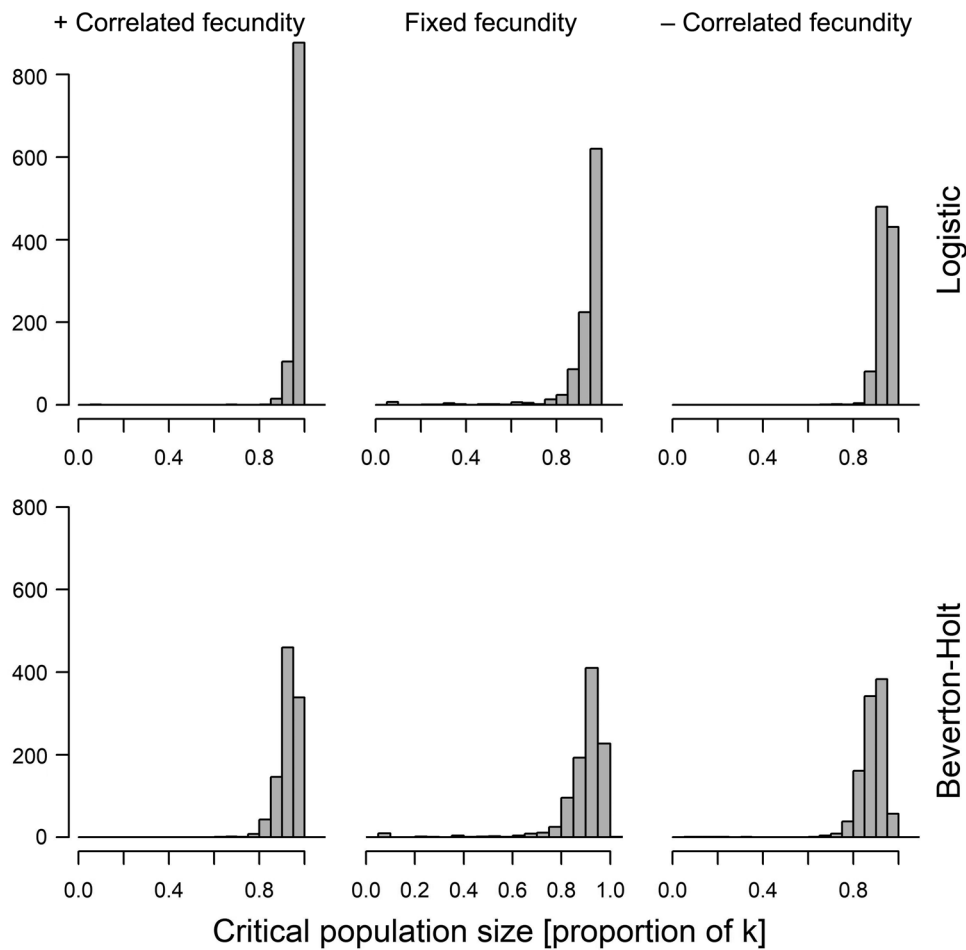 + Correlated fecundity Fixed fecundity – Correlated fecundity
800
600
400
200
0
0.0 0.4 0.8 0.0 0.4 0.8 0.0 0.4 0.8
Logistic
800
600
400
200
0
0.0 0.4 0.8 0.0 0.2 0.4 0.6 0.8 1.0 0.0 0.4 0.8
Beverton-Holt
Critical population size [proportion of k]